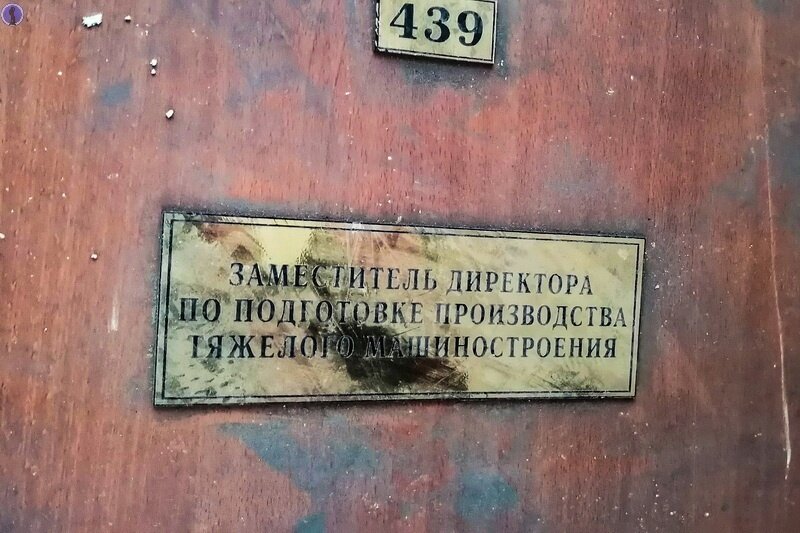 439
ЗАМЕСТИТЕЛЬ ДИРЕКТОРА
ПО ПОДГОТОВКЕ ПРОИЗВОДСТВА
ТЯЖЕЛОГО МАШИНОСТРОЕНИЯ